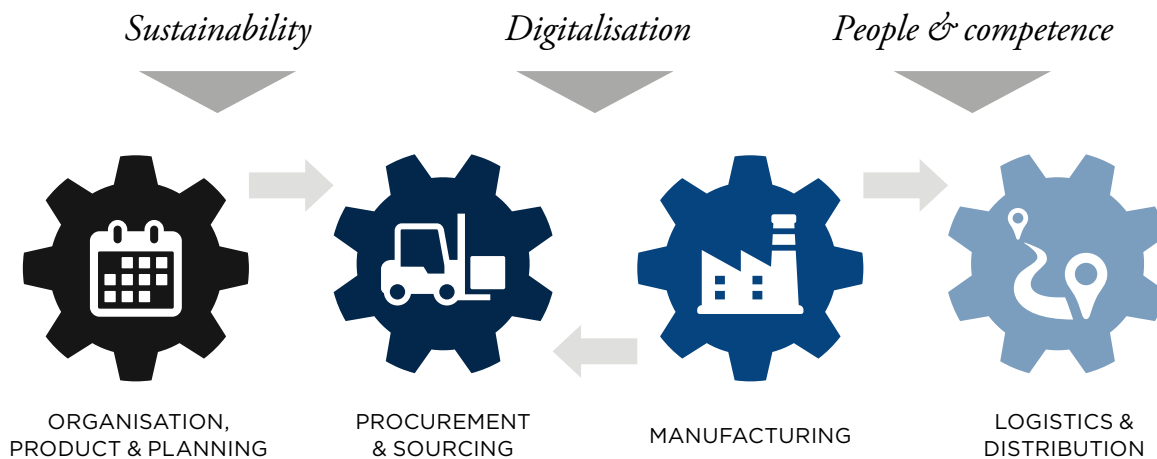 Sustainability
Digitalisation
People & competence
ORGANISATION,
PRODUCT & PLANNING
PROCUREMENT
& SOURCING
MANUFACTURING
LOGISTICS &
DISTRIBUTION